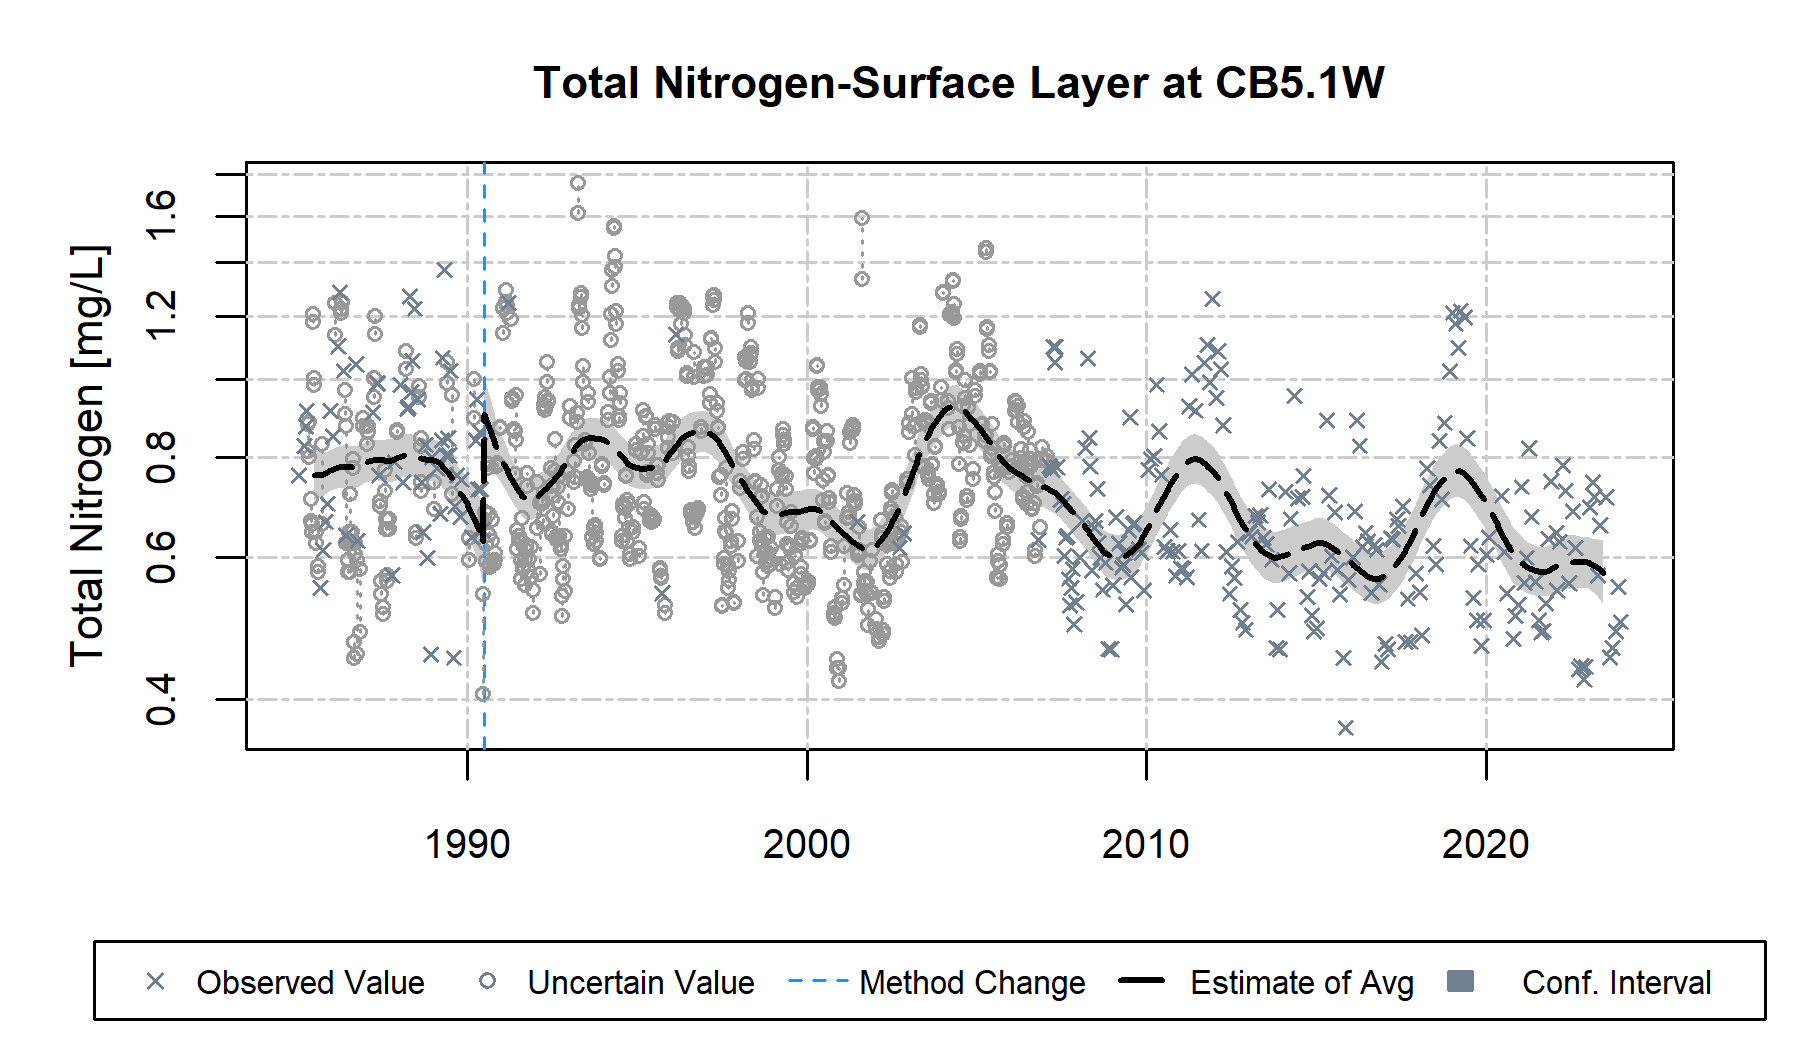 Total Nitrogen-Surface Layer at CB5.1W
Total Nitrogen [mg/L]
1.6
1.2
0.8
0.6
0.4
1990 2000 2010 2020
Observed Value Uncertain Value Method Change Estimate of Avg Conf. Interval